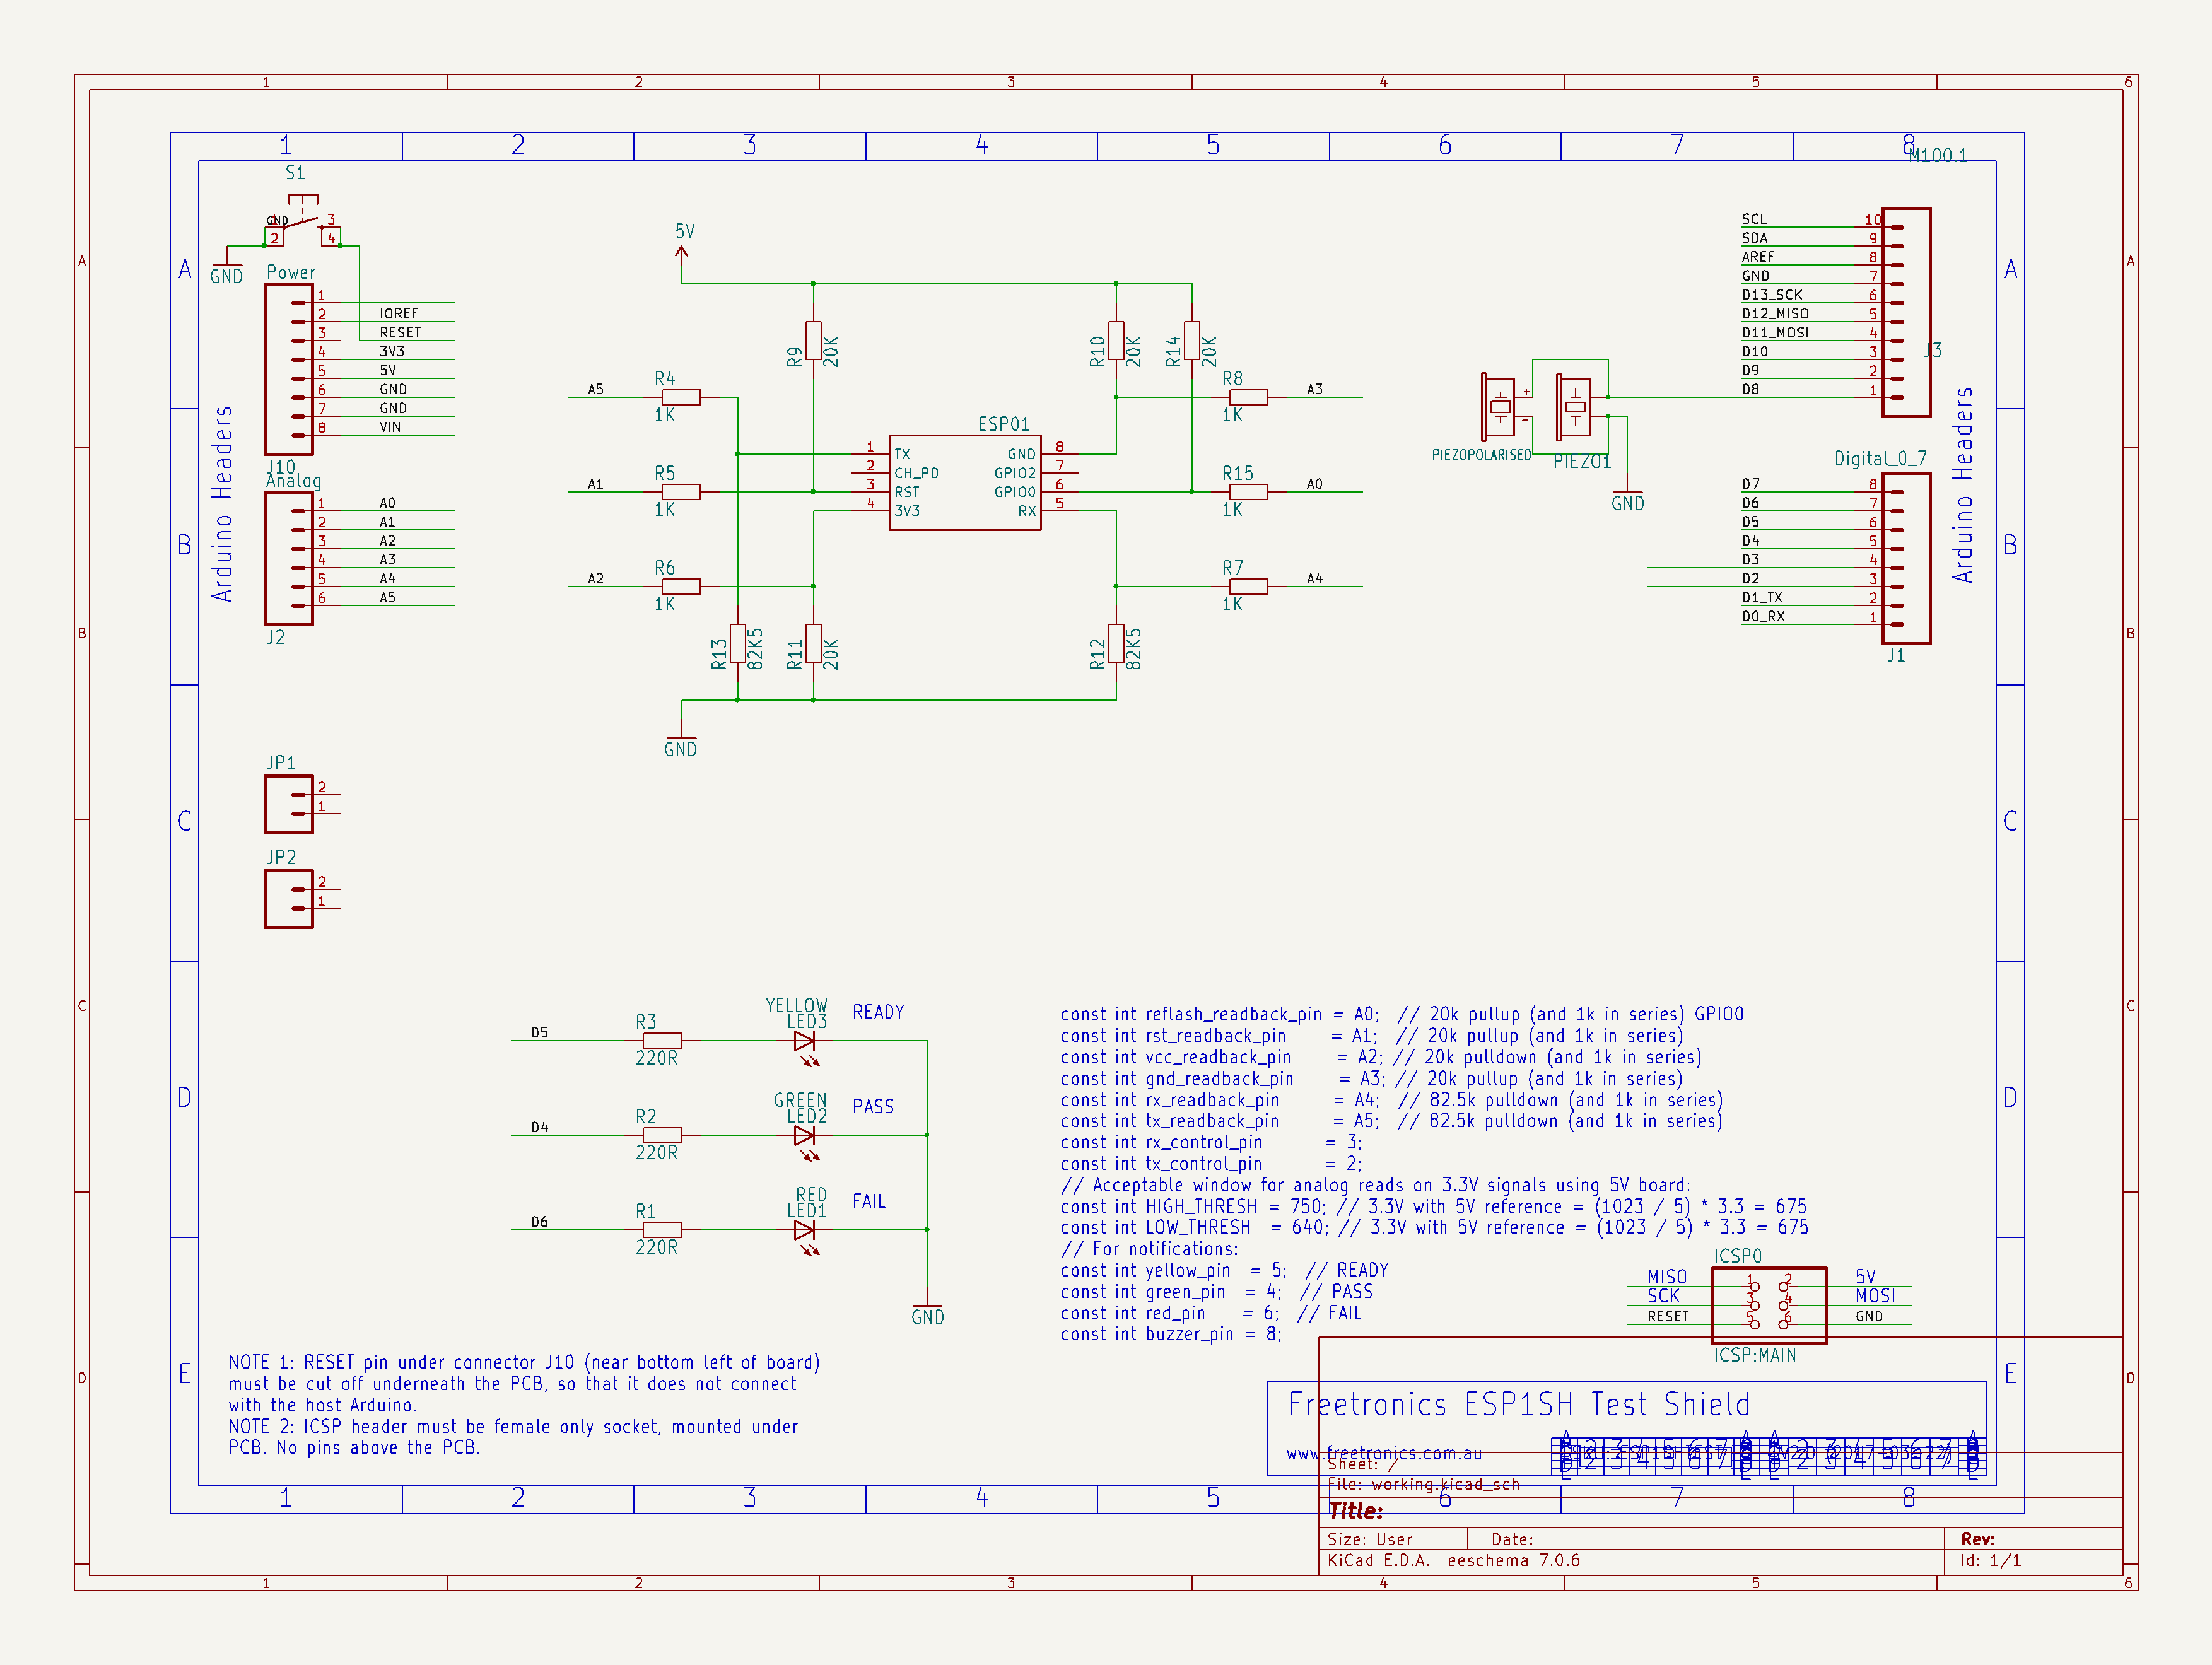 1 2 3 4 5 6
1 2 3 4 5 6 7 8
M100.1
A B C D
A B C D E
A B C D E
A B C D
S1
GND
3
2 4
GND
Power
1
2 IOREF
3 RESET
4 3V3
5 5V
6 GND
7 GND
8 VIN
J10
Analog
1 A0
2 A1
3 A2
4 A3
5 A4
6 A5
J2
Arduino Headers
5V
R9 20K
R10 20K
R14 20K
A5 R4 1K
A1 R5 1K
A2 R6 1K
R8 1K A3
R15 1K A0
R7 1K A4
ESP01
1 TX GND 8
2 CH_PD GPIO2 7
3 RST GPIO0 6
4 3V3 RX 5
R13 82K5
R11 20K
R12 82K5
GND
+
-
PIEZOPOLARISED
PIEZO1
GND
SCL 10
SDA 9
AREF 8
GND 7
D13_SCK 6
D12_MISO 5
D11_MOSI 4
D10 3
D9 2
D8 1
J3
Arduino Headers
Digital_0_7
D7 8
D6 7
D5 6
D4 5
D3 4
D2 3
D1_TX 2
D0_RX 1
J1
JP1
2
1
JP2
2
1
D5 R3 220R YELLOW LED3 READY
D4 R2 220R GREEN LED2 PASS
D6 R1 220R RED LED1 FAIL
GND
const int reflash_readback_pin = A0; // 20k pullup (and 1k in series) GPIO0
const int rst_readback_pin = A1; // 20k pullup (and 1k in series)
const int vcc_readback_pin = A2; // 20k pulldown (and 1k in series)
const int gnd_readback_pin = A3; // 20k pullup (and 1k in series)
const int rx_readback_pin = A4; // 82.5k pulldown (and 1k in series)
const int tx_readback_pin = A5; // 82.5k pulldown (and 1k in series)
const int rx_control_pin = 3;
const int tx_control_pin = 2;
// Acceptable window for analog reads on 3.3V signals using 5V board:
const int HIGH_THRESH = 750; // 3.3V with 5V reference = (1023 / 5) * 3.3 = 675
const int LOW_THRESH = 640; // 3.3V with 5V reference = (1023 / 5) * 3.3 = 675
// For notifications:
const int yellow_pin = 5; // READY
const int green_pin = 4; // PASS
const int red_pin = 6; // FAIL
const int buzzer_pin = 8;
ICSP0
MISO 1 2 5V
SCK 3 4 MOSI
RESET 5 6 GND
ICSP:MAIN
NOTE 1: RESET pin under connector J10 (near bottom left of board)
must be cut off underneath the PCB, so that it does not connect
with the host Arduino.
NOTE 2: ICSP header must be female only socket, mounted under
PCB. No pins above the PCB.
Freetronics ESP1SH Test Shield
www.freetronics.com.au
Sheet: /
File: working.kicad_sch
Title:
Size: User Date: Rev:
KiCad E.D.A. eeschema 7.0.6 Id: 1/1
1 2 3 4 5 6 7 8
1 2 3 4 5 6